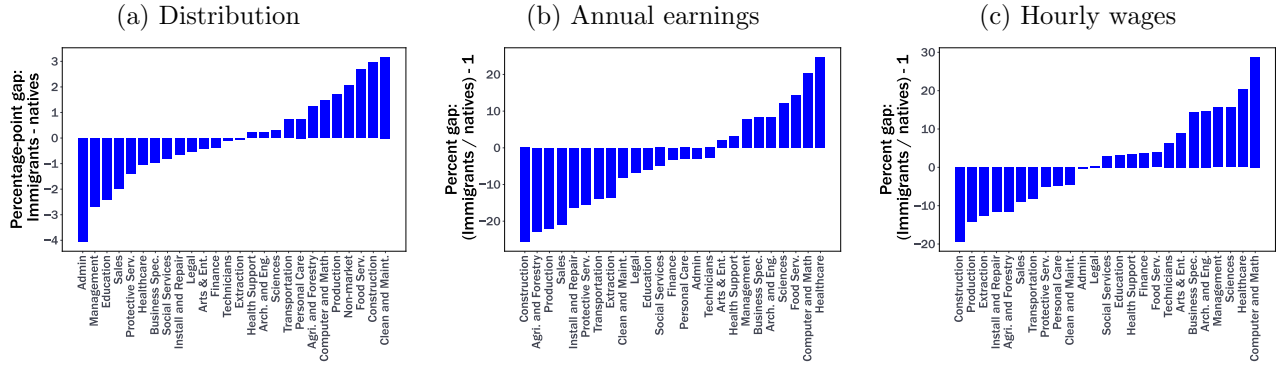 (a) Distribution
Percentage-point gap:
Immigrants - natives
3
2
1
0
−1
−2
−3
−4
Admin
Management
Education
Sales
Protective Serv.
Healthcare
Business Spec.
Social Services
Install and Repair
Legal
Arts & Ent.
Finance
Technicians
Extraction
Health Support
Arch. and Eng.
Sciences
Transportation
Personal Care
Agri. and Forestry
Computer and Math
Production
Non-market
Food Serv.
Construction
Clean and Maint.
(b) Annual earnings
Percent gap:
(Immigrants / natives) - 1
20
10
0
−10
−20
Construction
Agri. and Forestry
Production
Sales
Install and Repair
Protective Serv.
Transportation
Extraction
Clean and Maint.
Legal
Education
Social Services
Finance
Personal Care
Admin
Technicians
Arts & Ent.
Health Support
Management
Business Spec.
Arch. and Eng.
Sciences
Food Serv.
Computer and Math
Healthcare
(c) Hourly wages
Percent gap:
(Immigrants / natives) - 1
30
20
10
0
−10
−20
Construction
Production
Extraction
Install and Repair
Agri. and Forestry
Sales
Transportation
Protective Serv.
Personal Care
Clean and Maint.
Admin
Legal
Social Services
Education
Health Support
Finance
Food Serv.
Technicians
Arts & Ent.
Business Spec.
Arch. and Eng.
Management
Sciences
Healthcare
Computer and Math